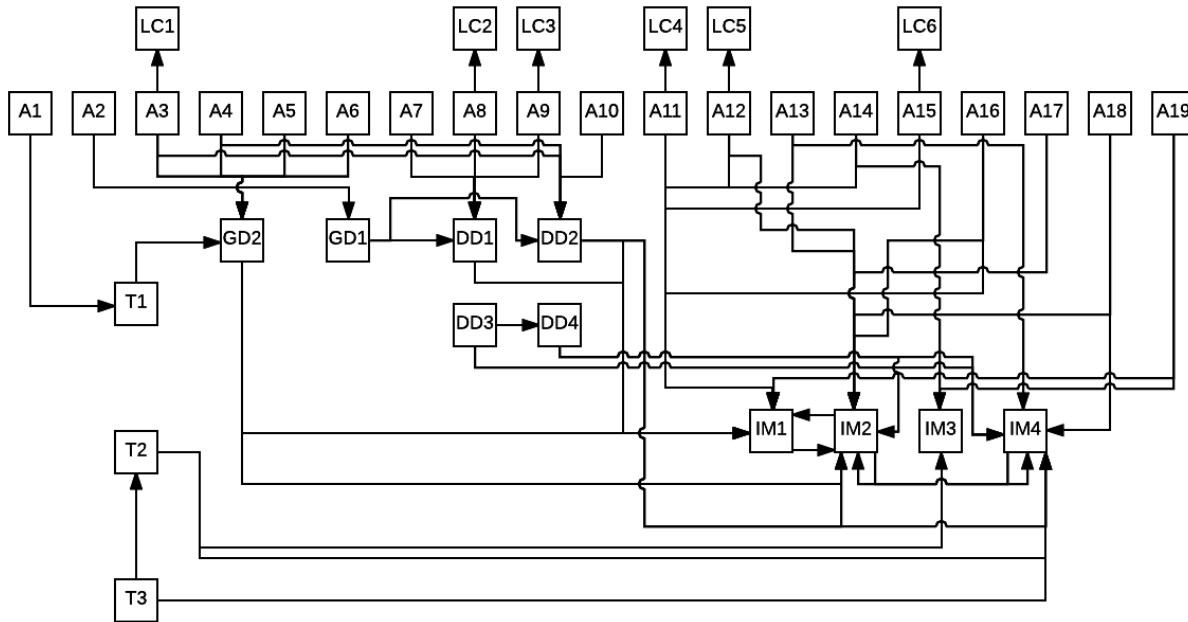 LC1 LC2 LC3 LC4 LC5 LC6
A1 A2 A3 A4 A5 A6 A7 A8 A9 A10 A11 A12 A13 A14 A15 A16 A17 A18 A19
GD2 GD1 DD1 DD2
T1
DD3 DD4
IM1 IM2 IM3 IM4
T2
T3